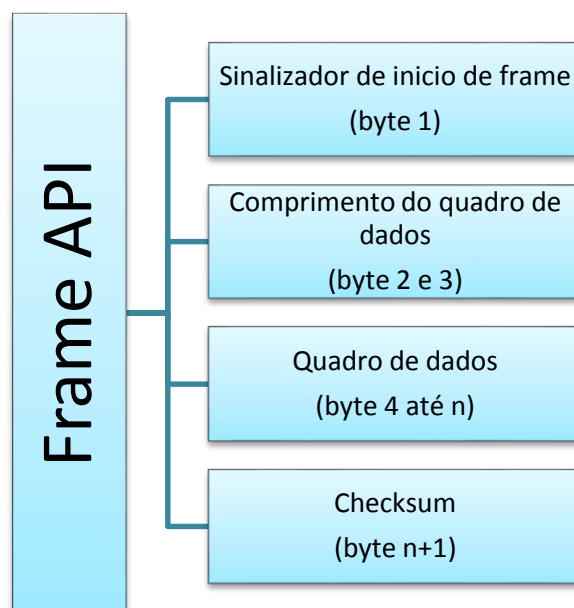 Frame API
Sinalizador de inicio de frame
(byte 1)
Comprimento do quadro de
dados
(byte 2 e 3)
Quadro de dados
(byte 4 até n)
Checksum
(byte n+1)